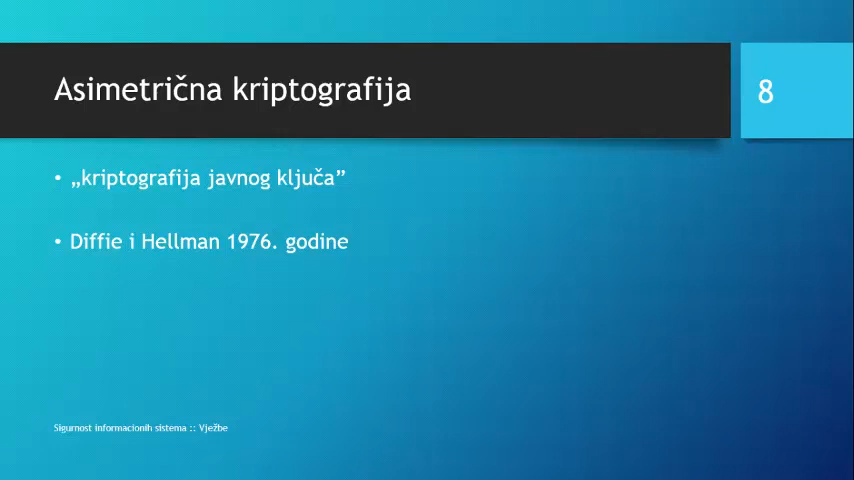 Asimetrična kriptografija
8
• „kriptografija javnog ključa”
• Diffie i Hellman 1976. godine
Sigurnost informacionih sistema :: Vježbe